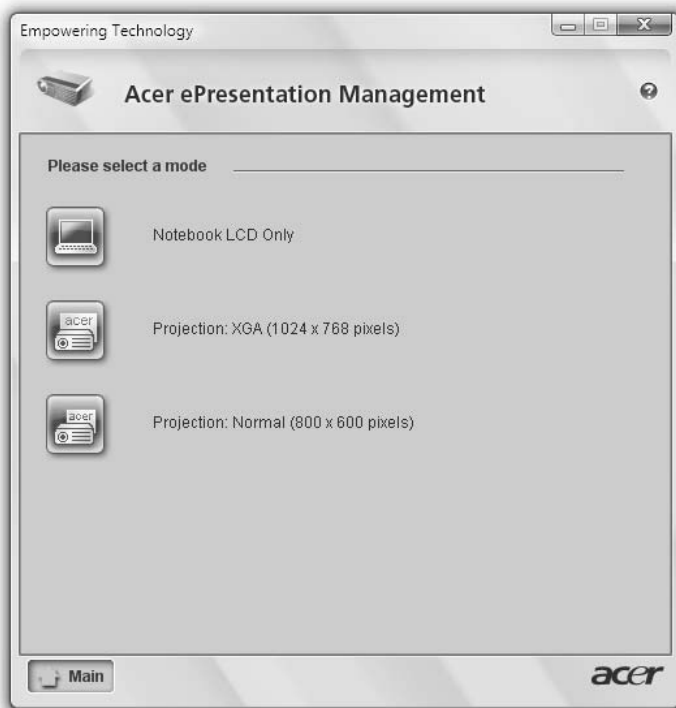 Empowering Technology
Acer ePresentation Management
Please select a mode
Notebook LCD Only
acer
Projection: XGA (1024 x 768 pixels)
acer
Projection: Normal (800 x 600 pixels)
Main
acer